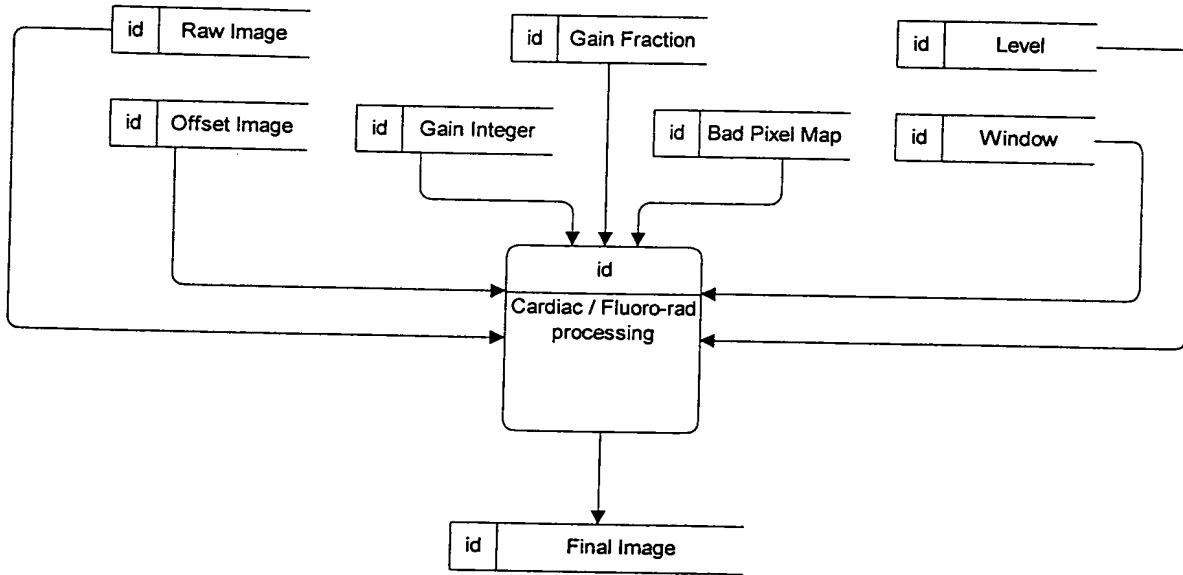 id Raw Image
id Gain Fraction
id Level
id Offset Image
id Gain Integer
id Bad Pixel Map
id Window
id
Cardiac / Fluoro-rad
processing
id Final Image